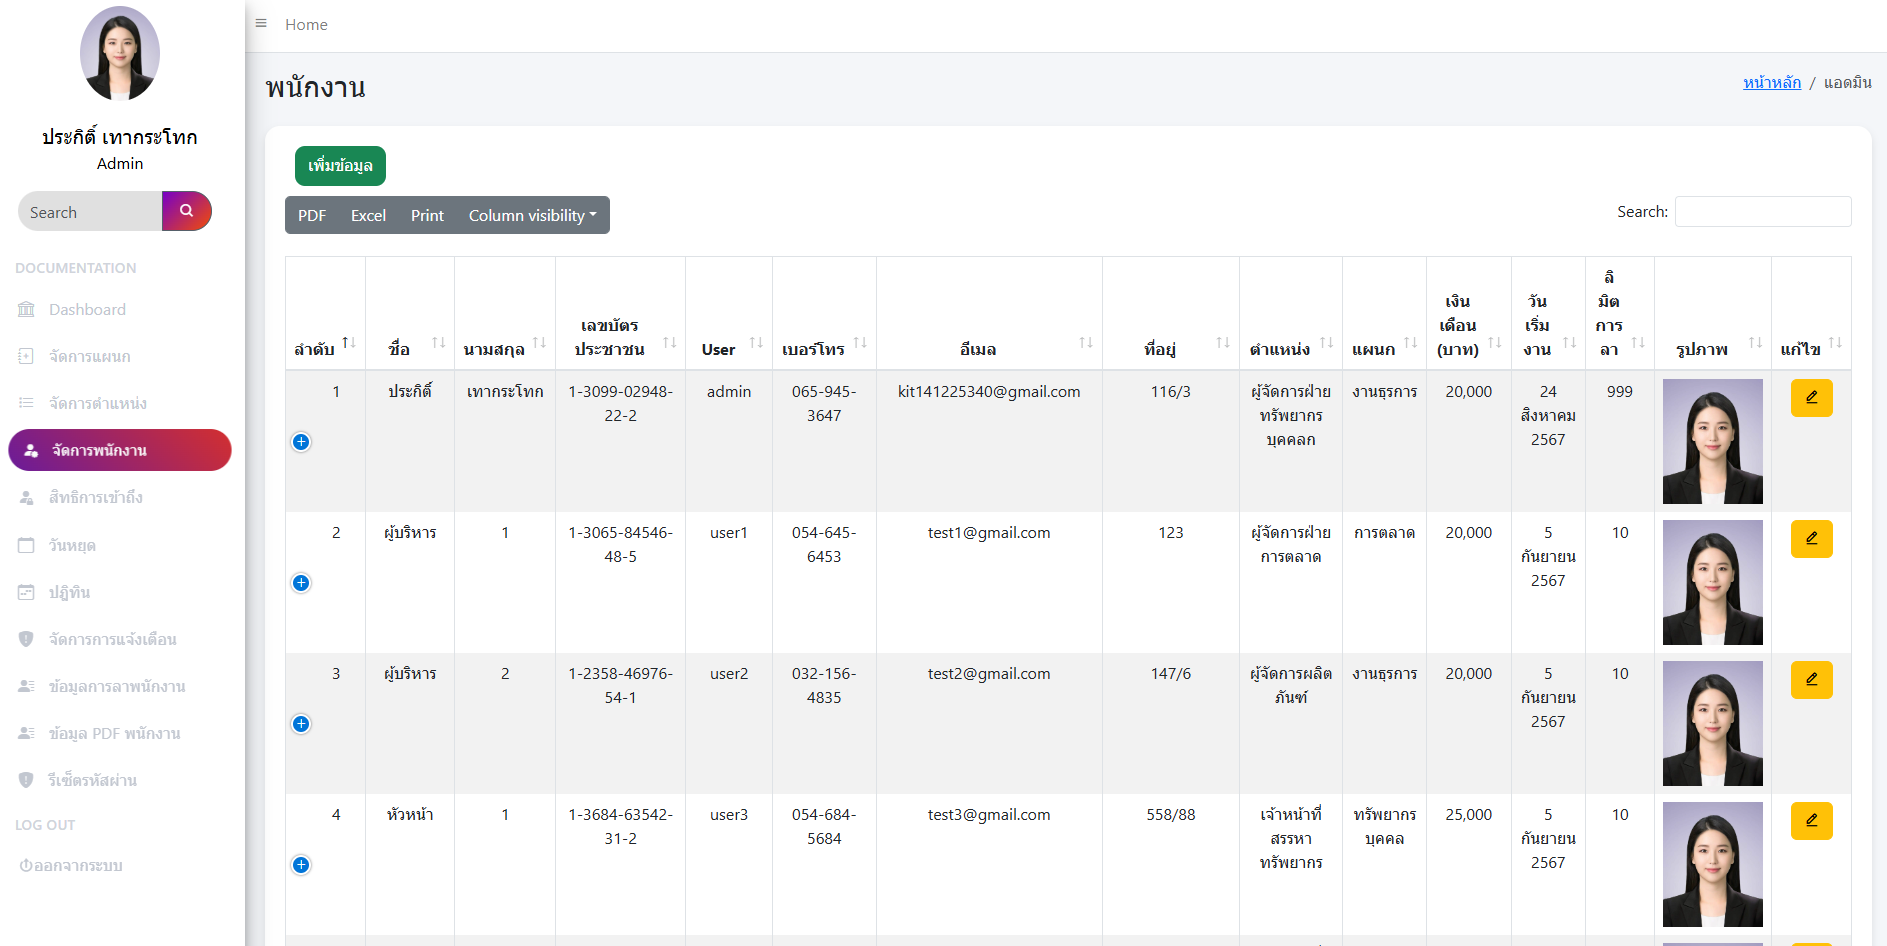 Home
ประกิติ์ เทากระโทก
Admin
Search
DOCUMENTATION
Dashboard
จัดการแผนก
จัดการตำแหน่ง
จัดการพนักงาน
สิทธิการเข้าถึง
วันหยุด
ปฏิทิน
จัดการการแจ้งเตือน
ข้อมูลการลาพนักงาน
ข้อมูล PDF พนักงาน
รีเซ็ตรหัสผ่าน
LOG OUT
ออกจากระบบ
พนักงาน
หน้าหลัก / แอดมิน
เพิ่มข้อมูล
PDF Excel Print Column visibility
Search:
ลำดับ
ชื่อ
นามสกุล
เลขบัตร
ประชาชน
User
เบอร์โทร
อีเมล
ที่อยู่
ตำแหน่ง
แผนก
เงิน
เดือน
(บาท)
วัน
เริ่ม
งาน
ลิ
มิต
การ
ลา
รูปภาพ
แก้ไข
1
ประกิติ์
เทากระโทก
1-3099-02948-
22-2
admin
065-945-
3647
kit141225340@gmail.com
116/3
ผู้จัดการฝ่าย
ทรัพยากร
บุคคลก
งานธุรการ
20,000
24
สิงหาคม
2567
999
2
ผู้บริหาร
1
1-3065-84546-
48-5
user1
054-645-
6453
test1@gmail.com
123
ผู้จัดการฝ่าย
การตลาด
การตลาด
20,000
5
กันยายน
2567
10
3
ผู้บริหาร
2
1-2358-46976-
54-1
user2
032-156-
4835
test2@gmail.com
147/6
ผู้จัดการผลิต
ภันฑ์
งานธุรการ
20,000
5
กันยายน
2567
10
4
หัวหน้า
1
1-3684-63542-
31-2
user3
054-684-
5684
test3@gmail.com
558/88
เจ้าหน้าที่
สรรหา
ทรัพยากร
ทรัพยากร
บุคคล
25,000
5
กันยายน
2567
10